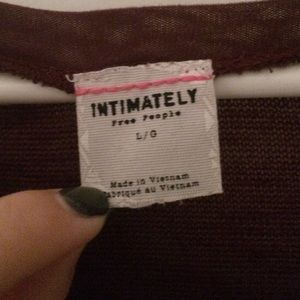 INTIMATELY
Free People
L/G
Made in Vietnam
Fabriqué au Vietnam